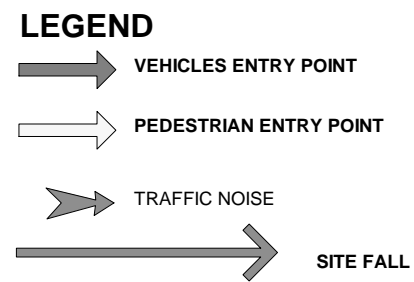 LEGEND
VEHICLES ENTRY POINT
PEDESTRIAN ENTRY POINT
TRAFFIC NOISE
SITE FALL